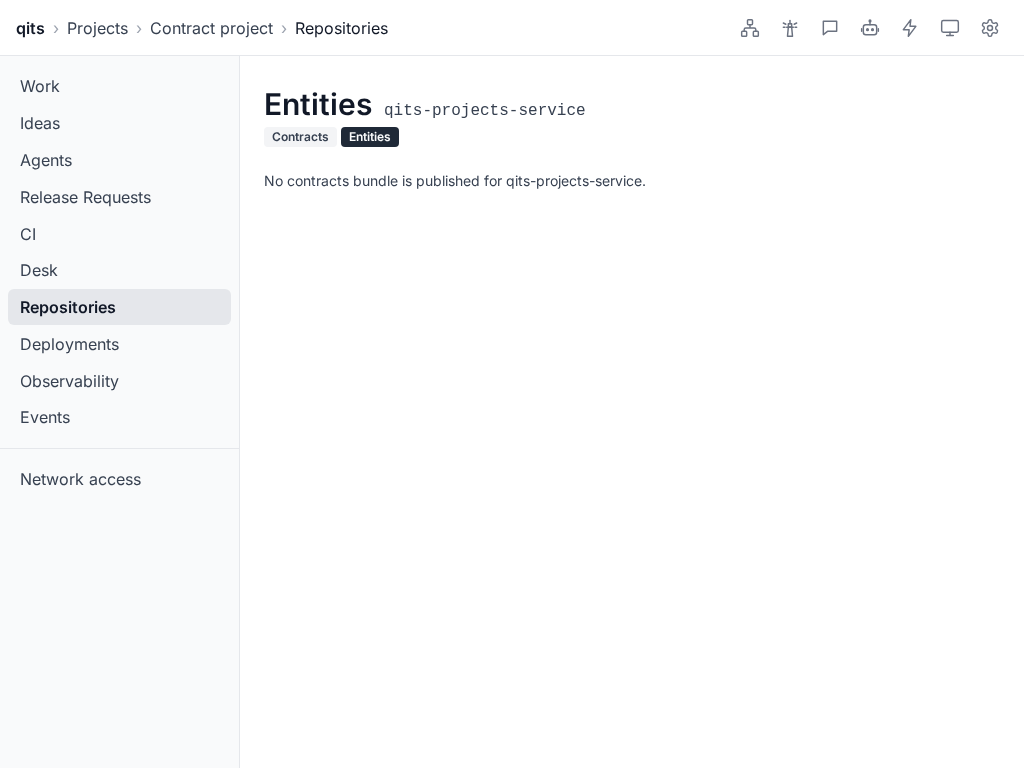 qits › Projects › Contract project › Repositories
Work
Ideas
Agents
Release Requests
CI
Desk
Repositories
Deployments
Observability
Events
Network access
Entities qits-projects-service
Contracts Entities
No contracts bundle is published for qits-projects-service.